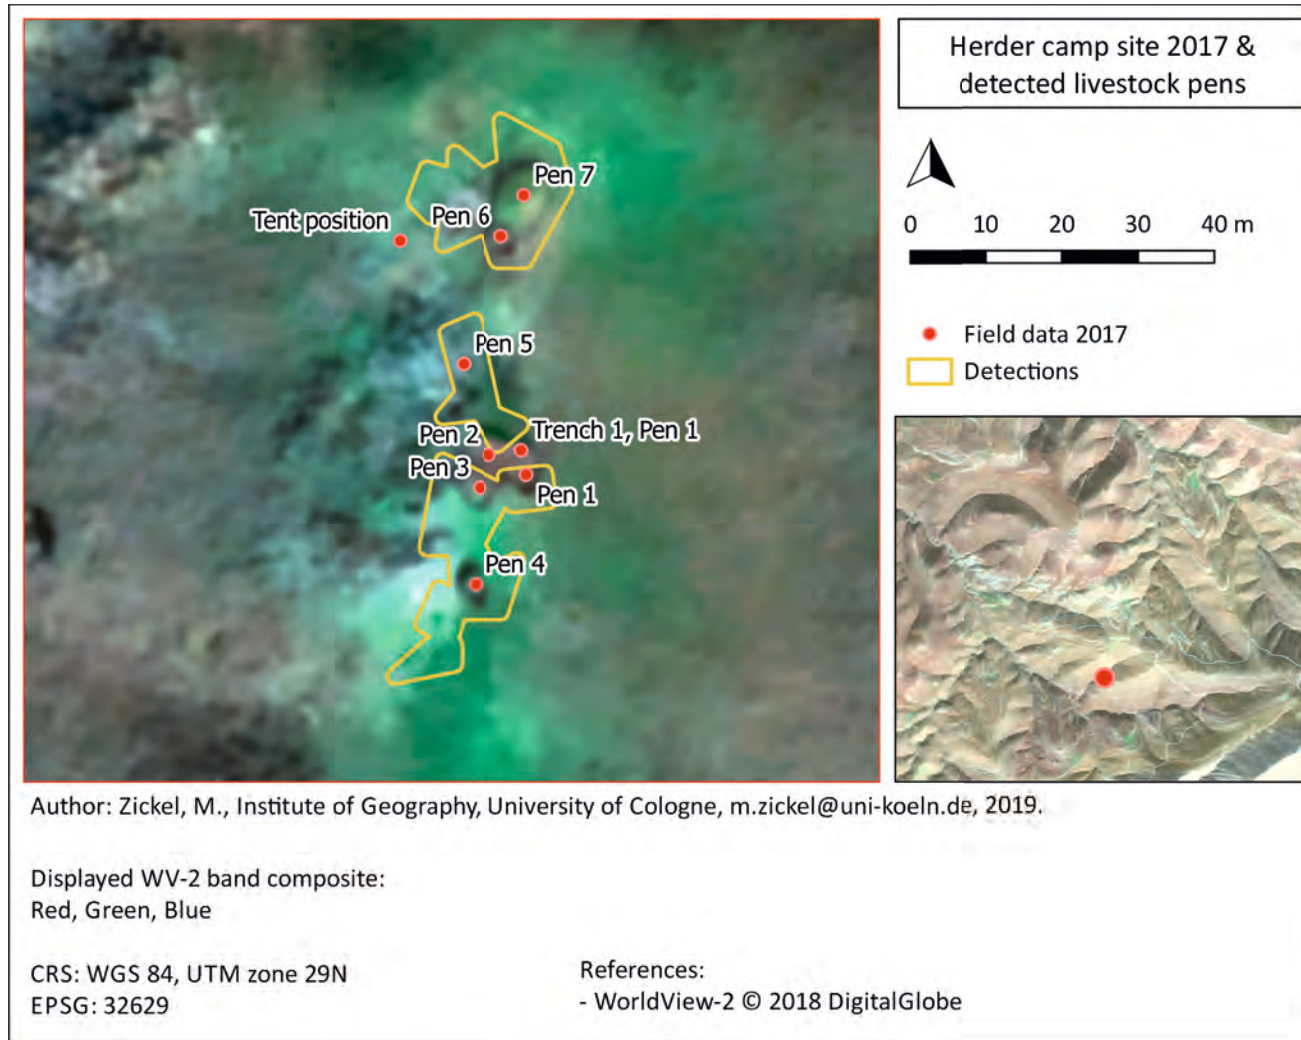 Herder camp site 2017 &
detected livestock pens
Pen 7
Pen 6
Tent position
Pen 5
Pen 2
Trench 1, Pen 1
Pen 3
Pen 1
Pen 4
0 10 20 30 40 m
Field data 2017
Detections
Author: Zickel, M., Institute of Geography, University of Cologne, m.zickel@uni-koeln.de, 2019.
Displayed WV-2 band composite:
Red, Green, Blue
CRS: WGS 84, UTM zone 29N
EPSG: 32629
References:
- WorldView-2 © 2018 DigitalGlobe